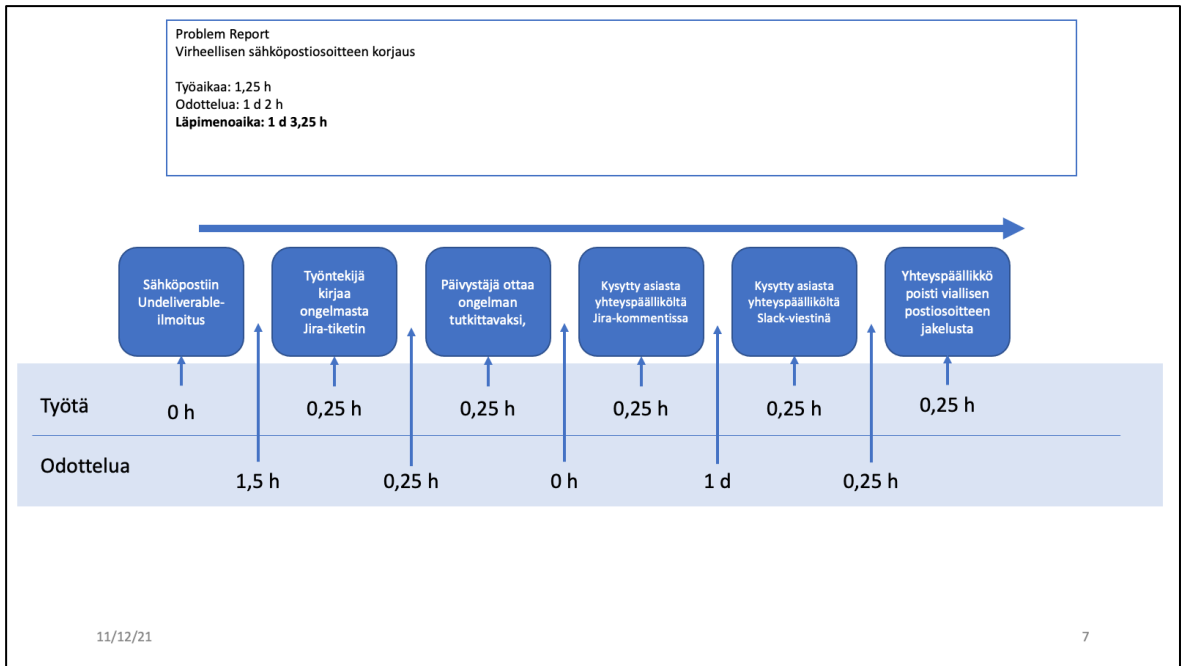 Problem Report
Virheellisen sähköpostiosoitteen korjaus
Työaikaa: 1,25 h
Odottelua: 1 d 2 h
Läpimenoaika: 1 d 3,25 h
Sähköpostiin
Undeliverable-
ilmoitus
Työntekijä
kirjaa
ongelmasta
Jira-tiketin
Päivystäjä ottaa
ongelman
tutkittavaksi,
Kysytty asiasta
yhteyspäälliköltä
Jira-kommentissa
Kysytty asiasta
yhteyspäälliköltä
Slack-viestinä
Yhteyspäällikkö
poisti viallisen
postiosoitteen
jakelusta
Työtä
0 h
0,25 h
0,25 h
0,25 h
0,25 h
0,25 h
Odottelua
1,5 h
0,25 h
0 h
1 d
0,25 h
11/12/21
7